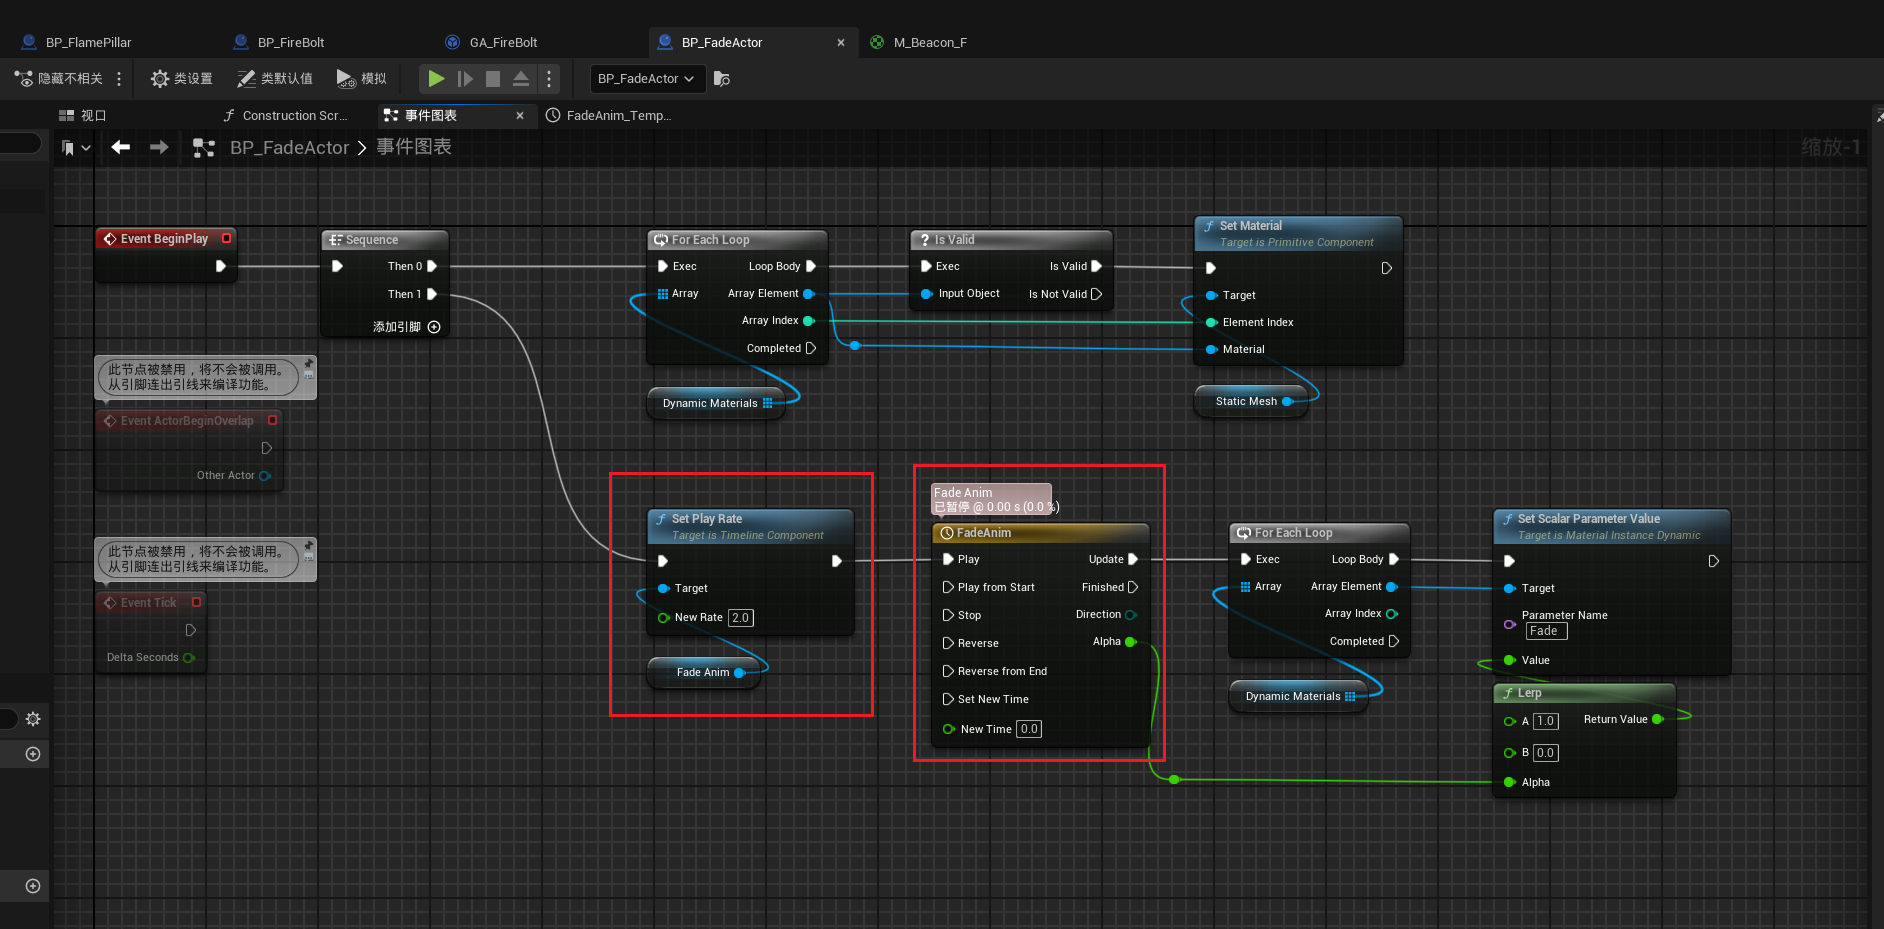 BP_FlamePillar
BP_FireBolt
GA_FireBolt
BP_FadeActor
M_Beacon_F
隐藏不相关
类设置
类默认值
模拟
BP_FadeActor
视口
Construction Scr...
事件图表
FadeAnim_Temp...
BP_FadeActor
事件图表
缩放-1
Event BeginPlay
Sequence
Then 0
Then 1
添加引脚
For Each Loop
Exec
Loop Body
Array
Array Element
Array Index
Completed
Dynamic Materials
Is Valid
Exec
Is Valid
Input Object
Is Not Valid
Set Material
Target is Primitive Component
Target
Element Index
Material
Static Mesh
此节点被禁用，将不会被调用。
从引脚连出引线来编译功能。
Event ActorBeginOverlap
Other Actor
此节点被禁用，将不会被调用。
从引脚连出引线来编译功能。
Event Tick
Delta Seconds
Set Play Rate
Target is Timeline Component
Target
New Rate 2.0
Fade Anim
Fade Anim
已暂停 @ 0.00 s (0.0 %)
FadeAnim
Play
Update
Play from Start
Finished
Stop
Direction
Reverse
Alpha
Reverse from End
Set New Time
New Time 0.0
For Each Loop
Exec
Loop Body
Array
Array Element
Array Index
Completed
Dynamic Materials
Set Scalar Parameter Value
Target is Material Instance Dynamic
Target
Parameter Name
Fade
Value
Lerp
A 1.0
Return Value
B 0.0
Alpha